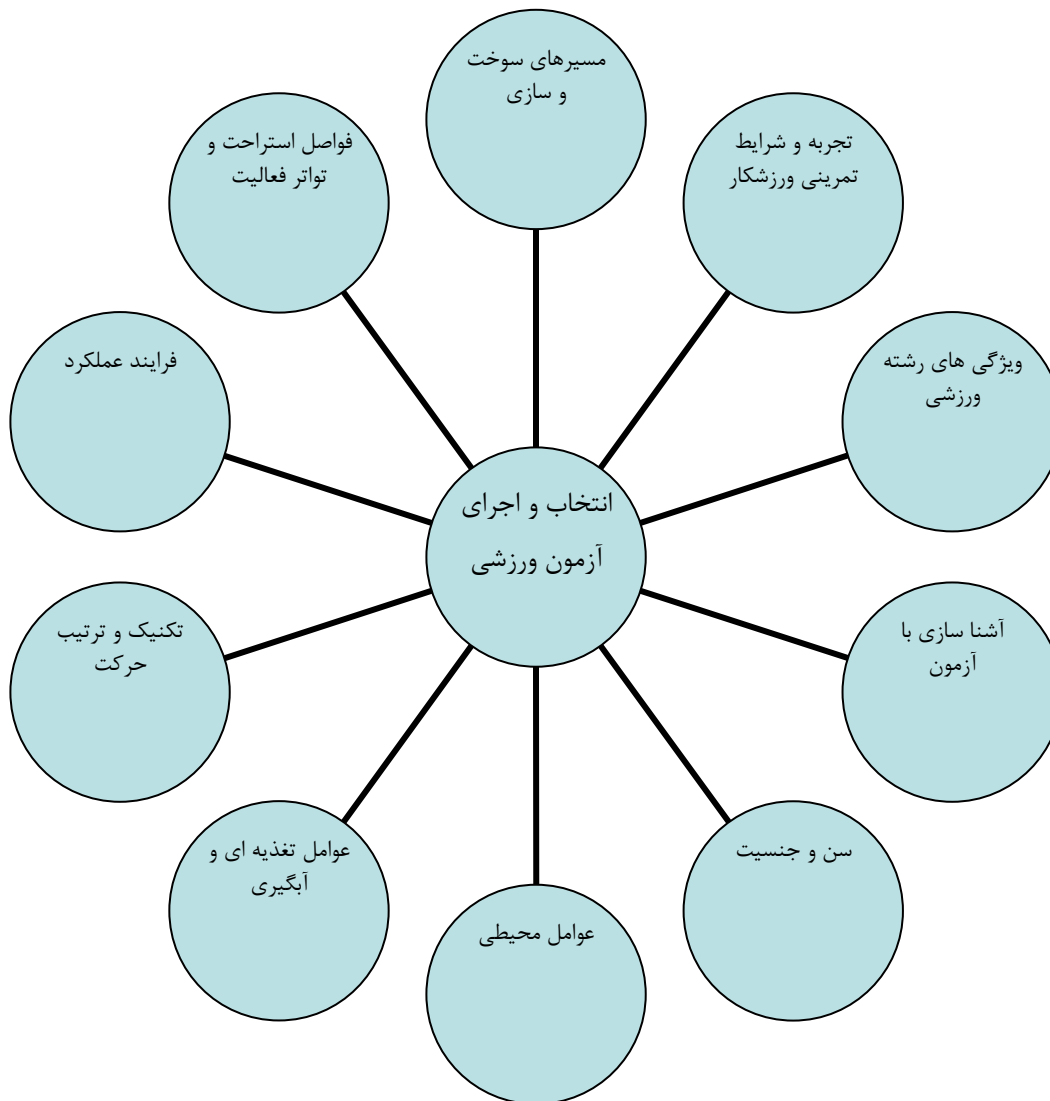 مسیرهای سوخت
و سازی
تجربه و شرایط
تمرینی ورزشکار
ویژگی های رشته
ورزشی
آشنا سازی با
آزمون
سن و جنسیت
عوامل محیطی
عوامل تغذیه ای و
آبگیری
تکنیک و ترتیب
حرکت
فرایند عملکرد
فواصل استراحت و
تواتر فعالیت
انتخاب و اجرای
آزمون ورزشی